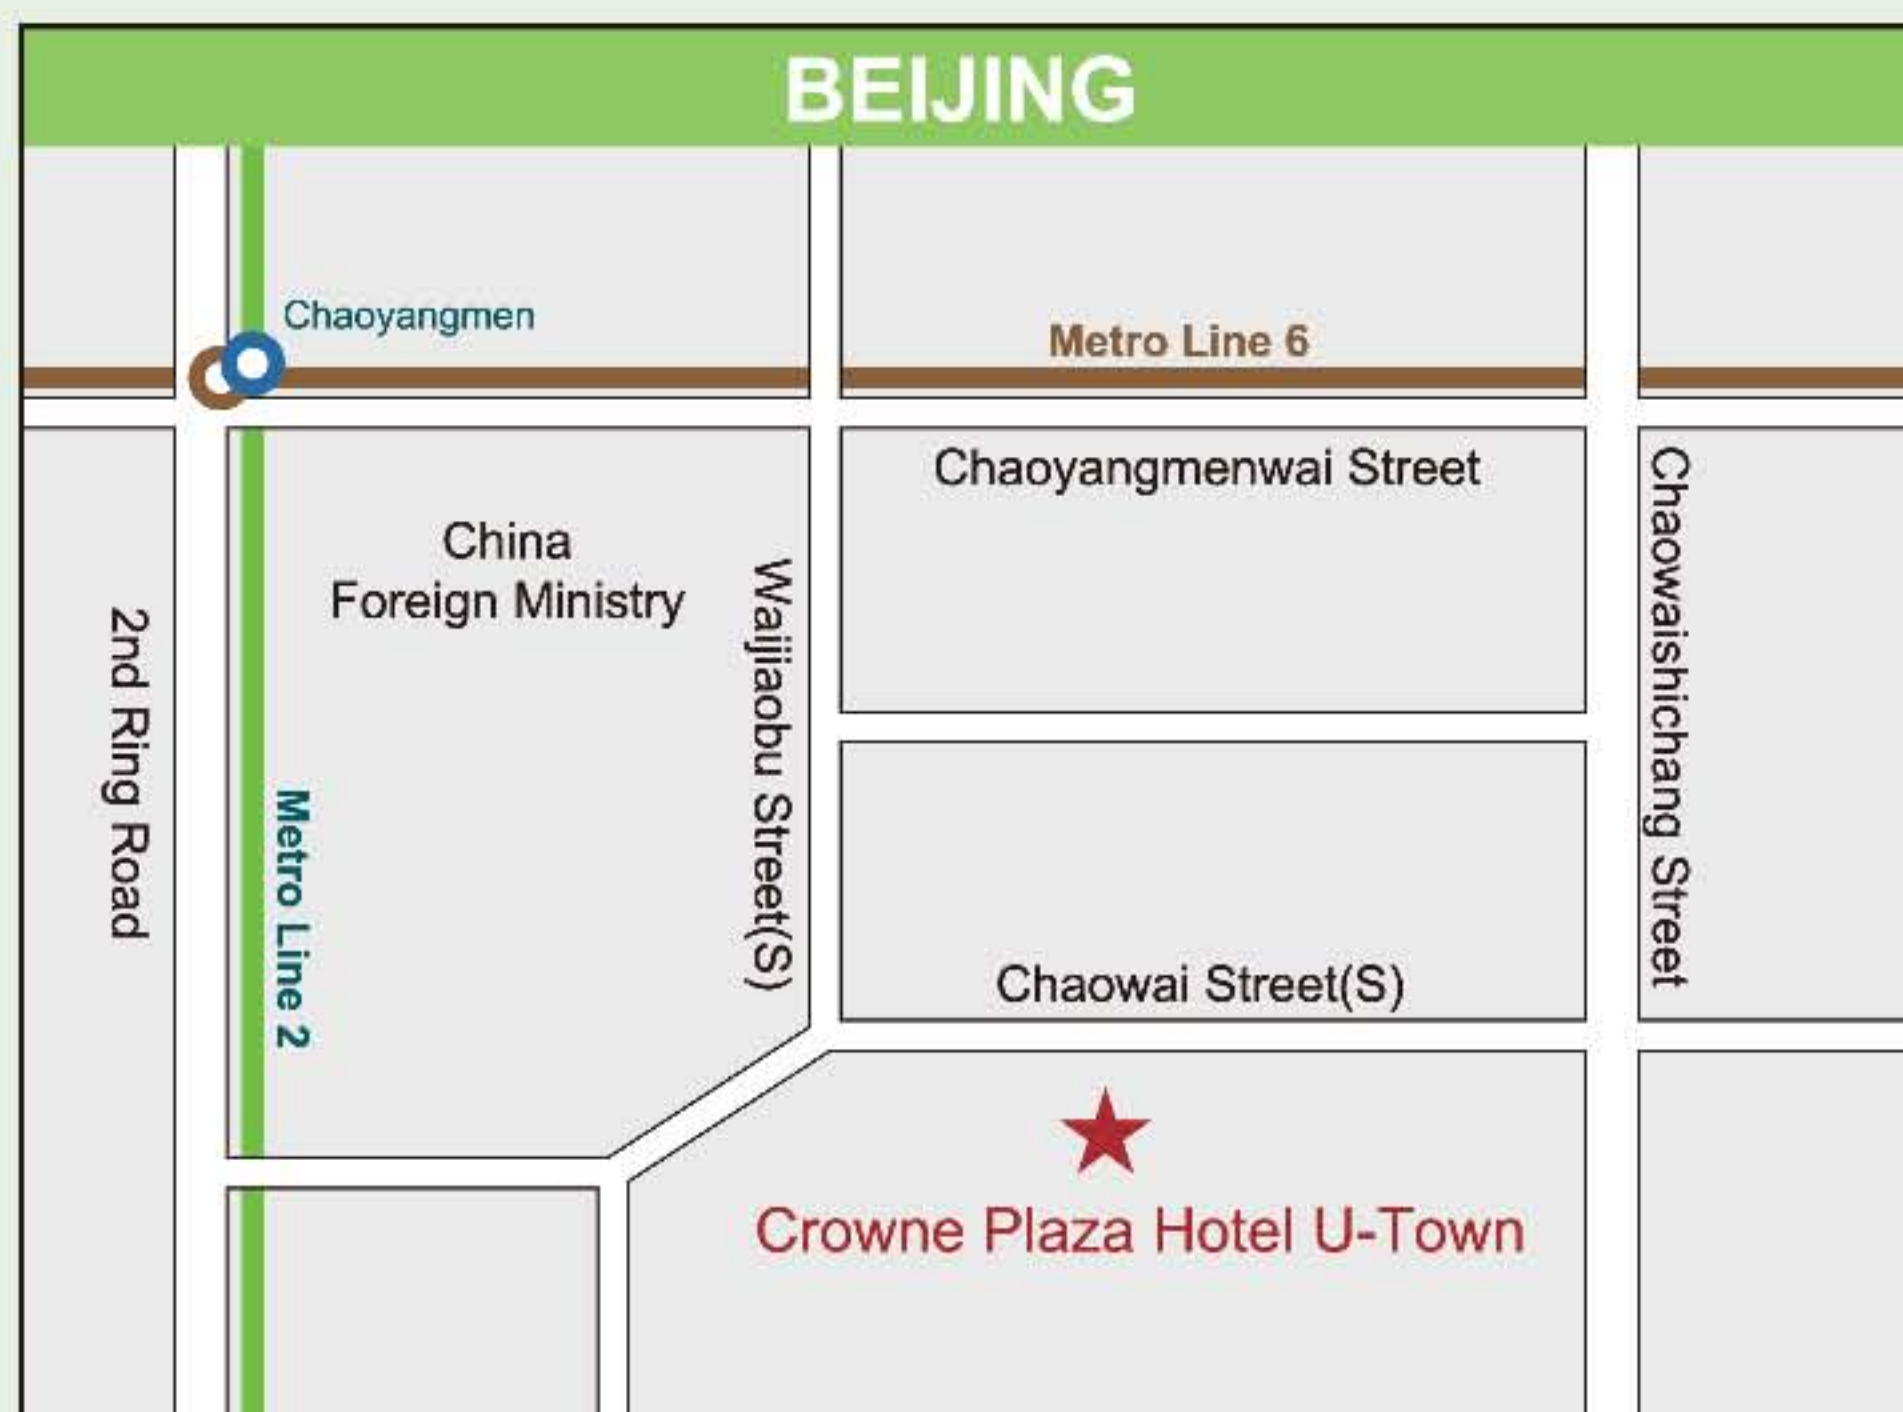 BEIJING
Chaoyangmen
Metro Line 6
Chaoyangmenwai Street
China
Foreign Ministry
2nd Ring Road
Metro Line 2
Waijiaobu Street(S)
Chaowaishichang Street
Chaowai Street(S)
Crowne Plaza Hotel U-Town